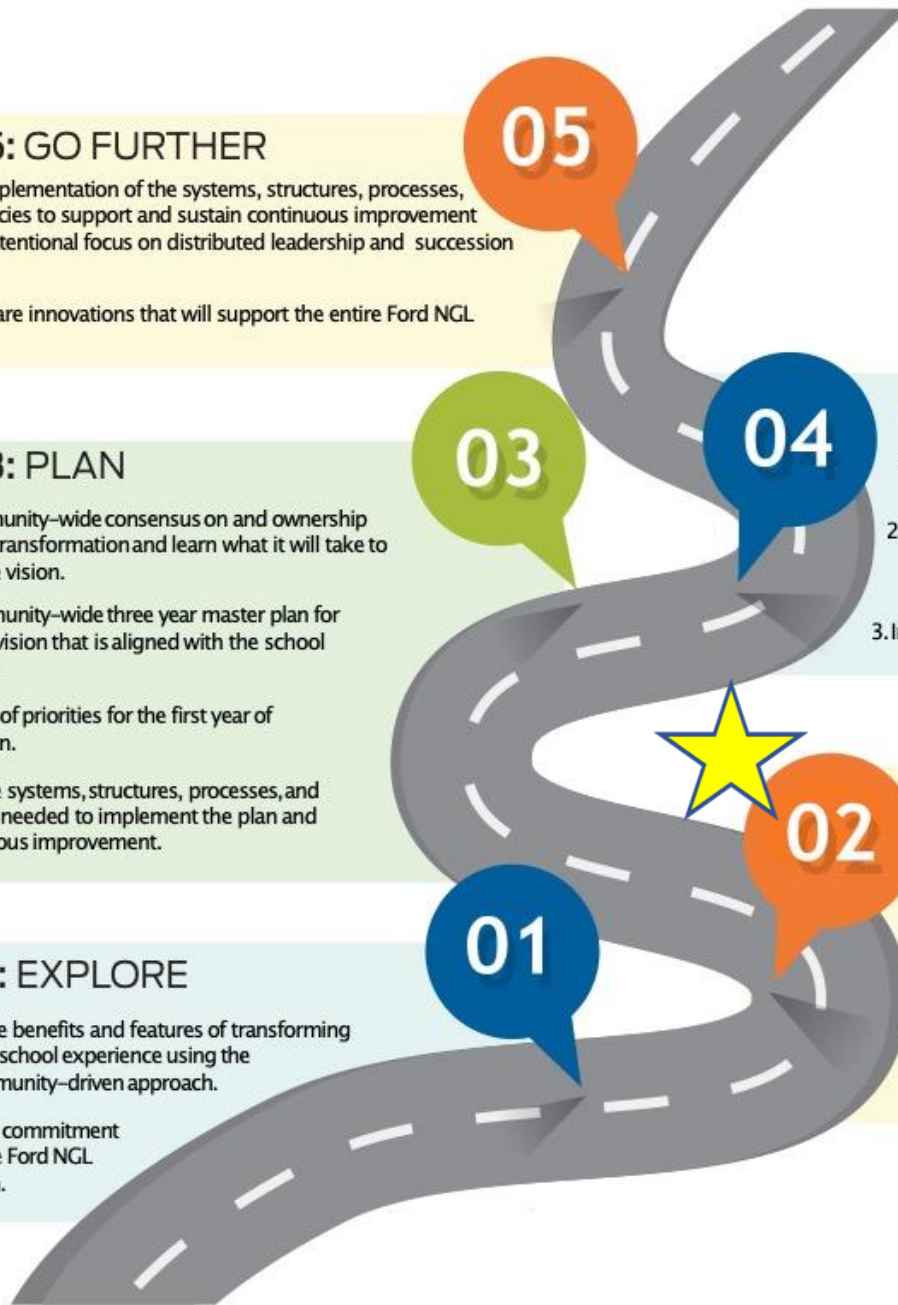 5: GO FURTHER
plementation of the systems, structures, processes,
cies to support and sustain continuous improvement
tentional focus on distributed leadership and succession
are innovations that will support the entire Ford NGL
05
04
2
3. I
3: PLAN
unity-wide consensus on and ownership
ransformation and learn what it will take to
vision.
unity-wide three year master plan for
vision that is aligned with the school
of priorities for the first year of
n.
systems, structures, processes, and
needed to implement the plan and
ous improvement.
03
02
: EXPLORE
e benefits and features of transforming
school experience using the
munity-driven approach.
commitment
e Ford NGL
.
01